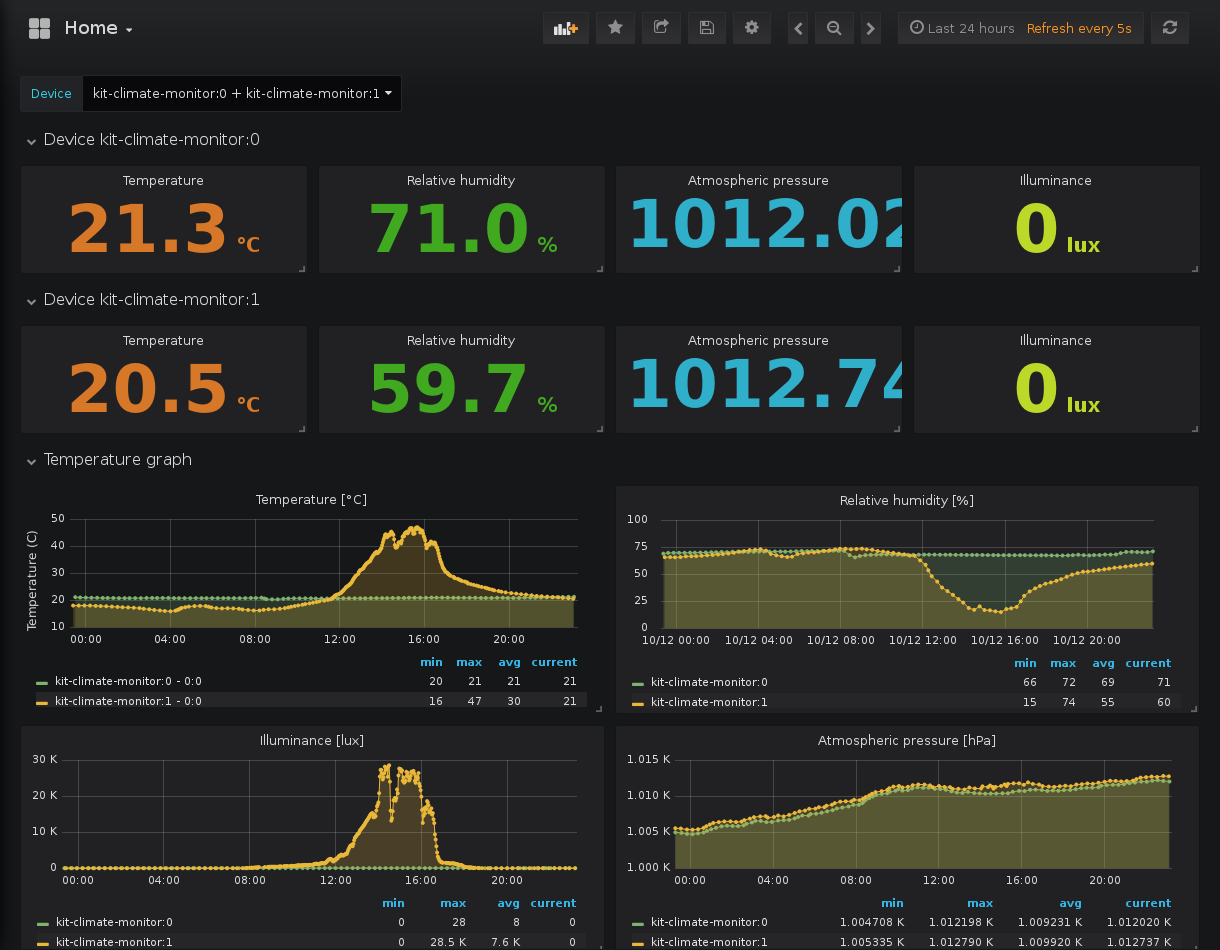 Home
Last 24 hours Refresh every 5s
Device kit-climate-monitor:0 + kit-climate-monitor:1
Device kit-climate-monitor:0
Temperature Relative humidity Atmospheric pressure Illuminance
21.3 °C 71.0 % 1012.02 0 lux
Device kit-climate-monitor:1
Temperature Relative humidity Atmospheric pressure Illuminance
20.5 °C 59.7 % 1012.74 0 lux
Temperature graph
Temperature [°C]
Temperature (C)
50
40
30
20
10
00:00 04:00 08:00 12:00 16:00 20:00
min max avg current
kit-climate-monitor:0 - 0:0 20 21 21 21
kit-climate-monitor:1 - 0:0 16 47 30 21
Relative humidity [%]
100
75
50
25
0
10/12 00:00 10/12 04:00 10/12 08:00 10/12 12:00 10/12 16:00 10/12 20:00
min max avg current
kit-climate-monitor:0 66 72 69 71
kit-climate-monitor:1 15 74 55 60
Illuminance [lux]
30 K
20 K
10 K
0
00:00 04:00 08:00 12:00 16:00 20:00
min max avg current
kit-climate-monitor:0 0 28 8 0
kit-climate-monitor:1 0 28.5 K 7.6 K 0
Atmospheric pressure [hPa]
1.015 K
1.010 K
1.005 K
1.000 K
00:00 04:00 08:00 12:00 16:00 20:00
min max avg current
kit-climate-monitor:0 1.004708 K 1.012198 K 1.009231 K 1.012020 K
kit-climate-monitor:1 1.005335 K 1.012790 K 1.009920 K 1.012737 K